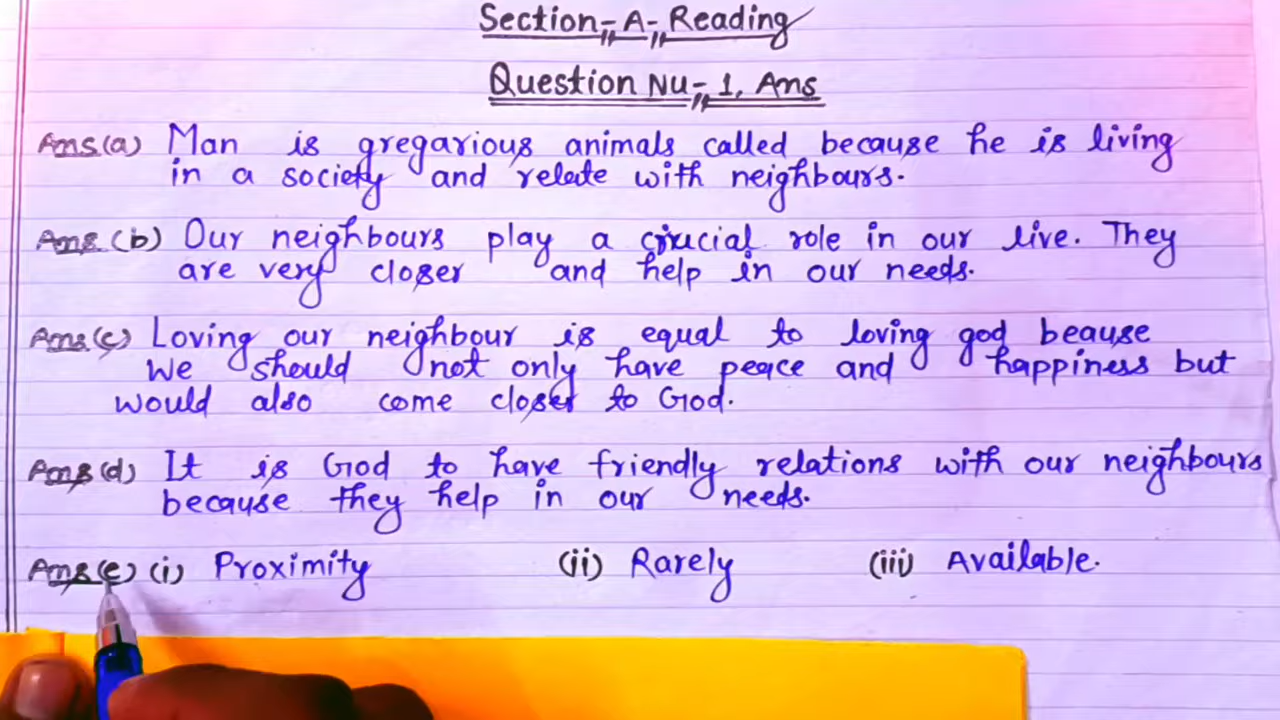 Section-A-Reading
Question Nu-1, Ans
Ans(a) Man is gregarious animals called because he is living
in a society and relate with neighbours.
Ans(b) Our neighbours play a crucial role in our live. They
are very closer and help in our needs.
Ans(c) Loving our neighbour is equal to loving god beause
We should not only have peace and happiness but
would also come closer to God.
Ans(d) It is God to have friendly relations with our neighbours
because they help in our needs.
Ans(e) (i) Proximity (ii) Rarely (iii) Available.